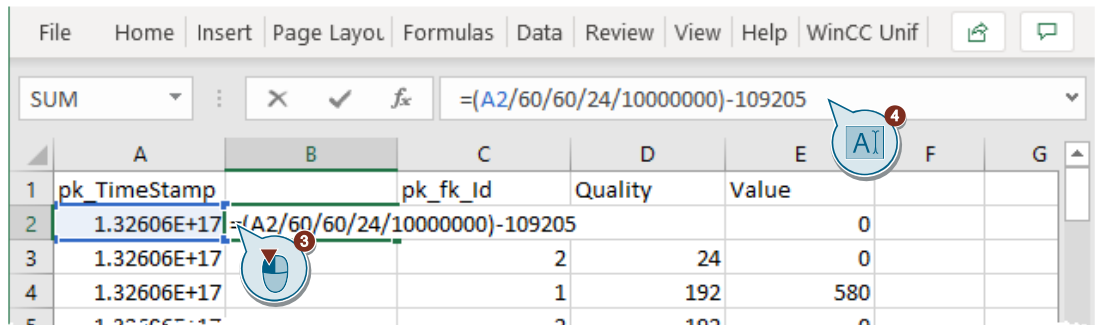 File Home Insert Page Layou Formulas Data Review View Help WinCC Unif
SUM fx =(A2/60/60/24/10000000)-109205
4
A
A B C D E F G
1 pk_TimeStamp pk_fk_Id Quality Value
2 1.32606E+17 =(A2/60/60/24/10000000)-109205 0
3
3 1.32606E+17 2 24 0
4 1.32606E+17 1 192 580